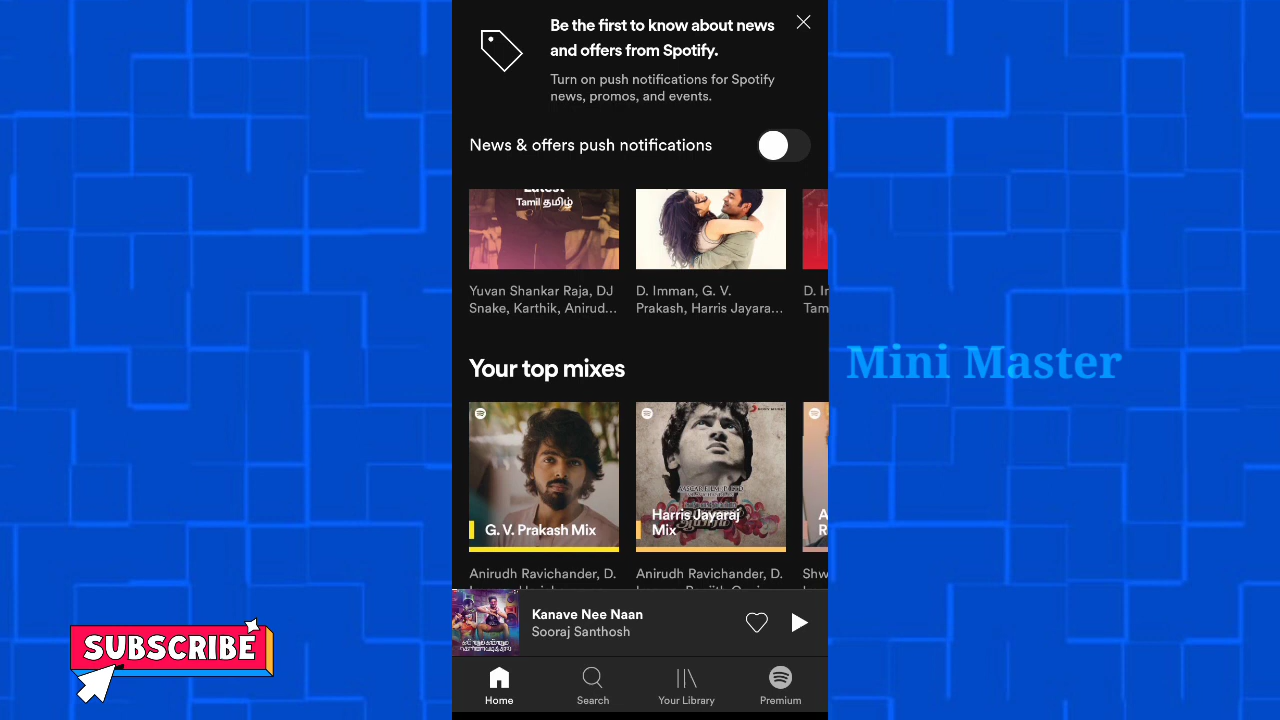 Be the first to know about news
and offers from Spotify.
Turn on push notifications for Spotify
news, promos, and events.
News & offers push notifications
Latest
Tamil தமிழ்
Yuvan Shankar Raja, DJ
Snake, Karthik, Anirud...
D. Imman, G. V.
Prakash, Harris Jayara...
Your top mixes
G. V. Prakash Mix
Harris Jayaraj
Mix
Anirudh Ravichander, D.
Anirudh Ravichander, D.
Kanave Nee Naan
Sooraj Santhosh
Home
Search
Your Library
Premium
Mini Master
SUBSCRIBE